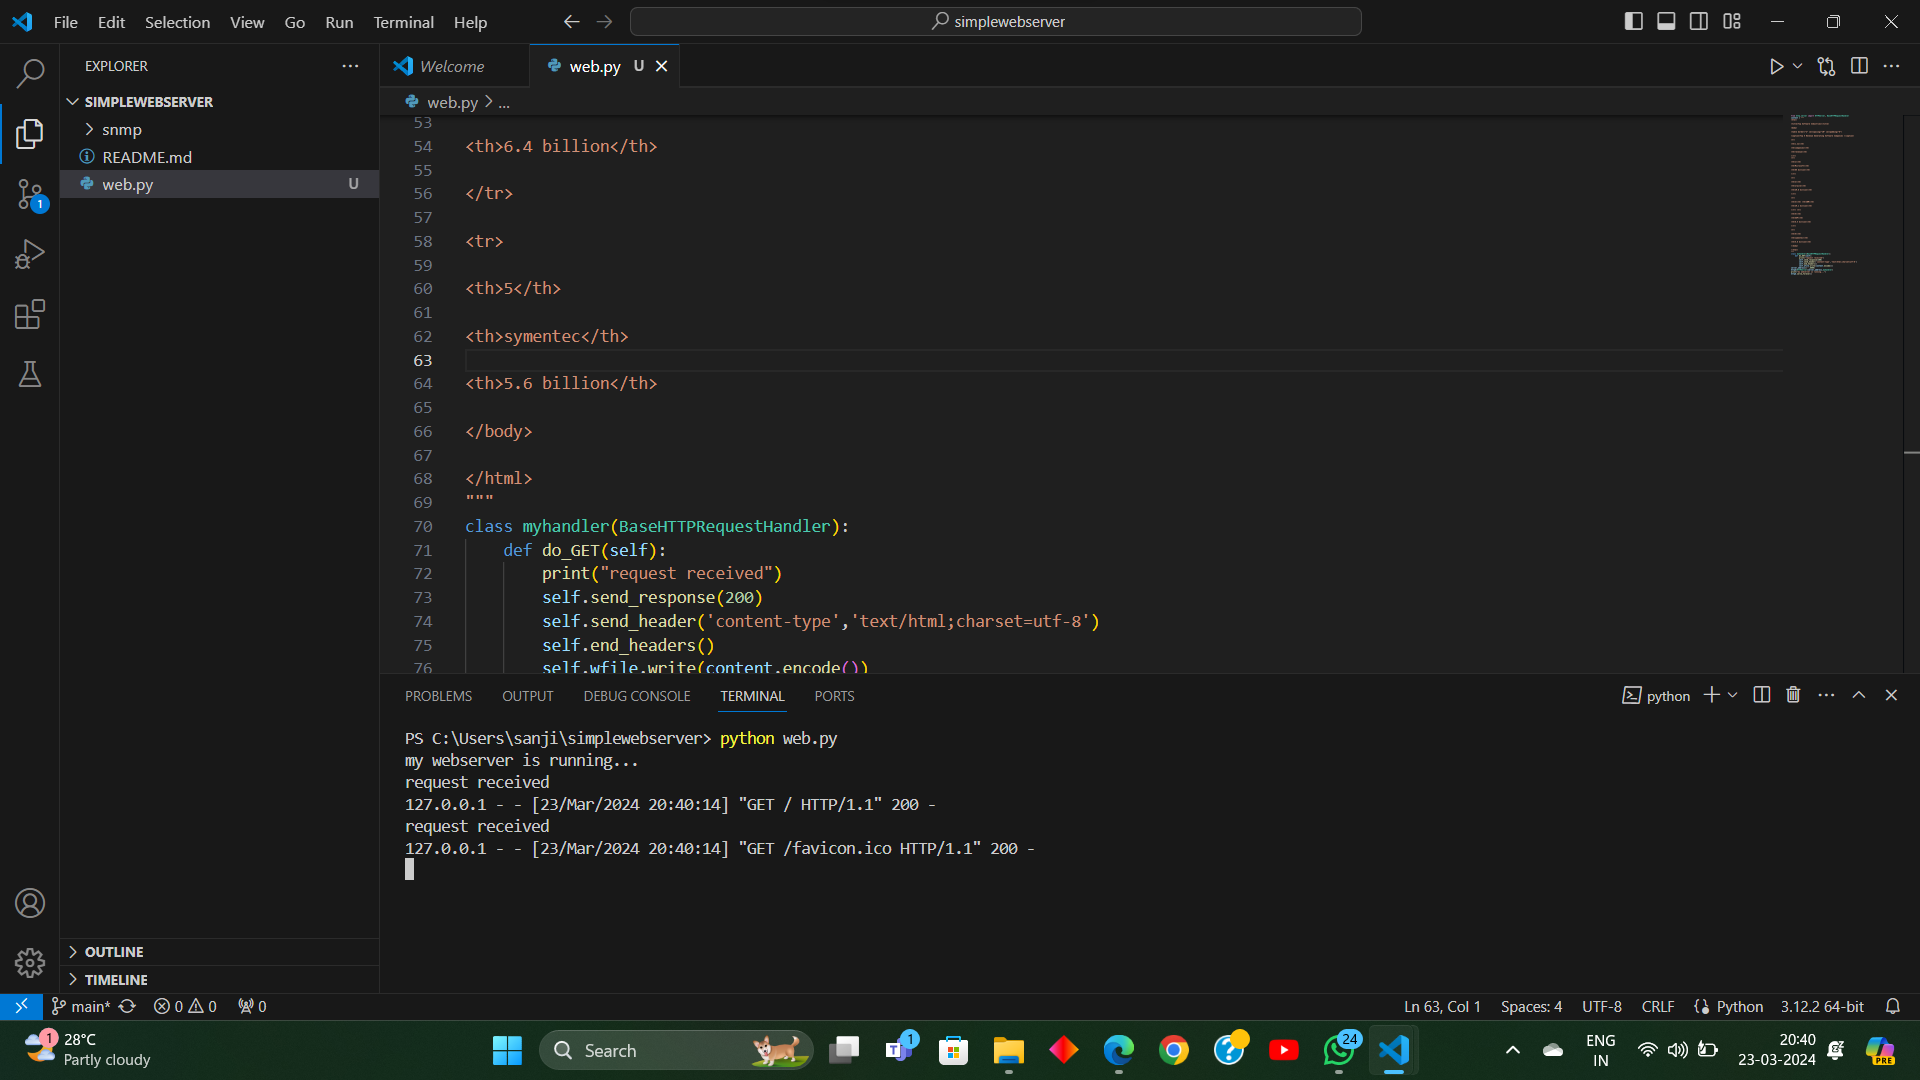 File Edit Selection View Go Run Terminal Help
simplewebserver
EXPLORER
SIMPLEWEBSERVER
snmp
README.md
web.py U
OUTLINE
TIMELINE
Welcome
web.py U
web.py > ...
53
54 <th>6.4 billion</th>
55
56 </tr>
57
58 <tr>
59
60 <th>5</th>
61
62 <th>symentec</th>
63
64 <th>5.6 billion</th>
65
66 </body>
67
68 </html>
69 """
70 class myhandler(BaseHTTPRequestHandler):
71 def do_GET(self):
72 print("request received")
73 self.send_response(200)
74 self.send_header('content-type','text/html;charset=utf-8')
75 self.end_headers()
76 self.wfile.write(content.encode())
PROBLEMS OUTPUT DEBUG CONSOLE TERMINAL PORTS
python
PS C:\Users\sanji\simplewebserver> python web.py
my webserver is running...
request received
127.0.0.1 - - [23/Mar/2024 20:40:14] "GET / HTTP/1.1" 200 -
request received
127.0.0.1 - - [23/Mar/2024 20:40:14] "GET /favicon.ico HTTP/1.1" 200 -
1
main* 0 0 0
Ln 63, Col 1 Spaces: 4 UTF-8 CRLF Python 3.12.2 64-bit
1
28°C
Partly cloudy
Search
1
24
ENG
IN
20:40
23-03-2024
PRE